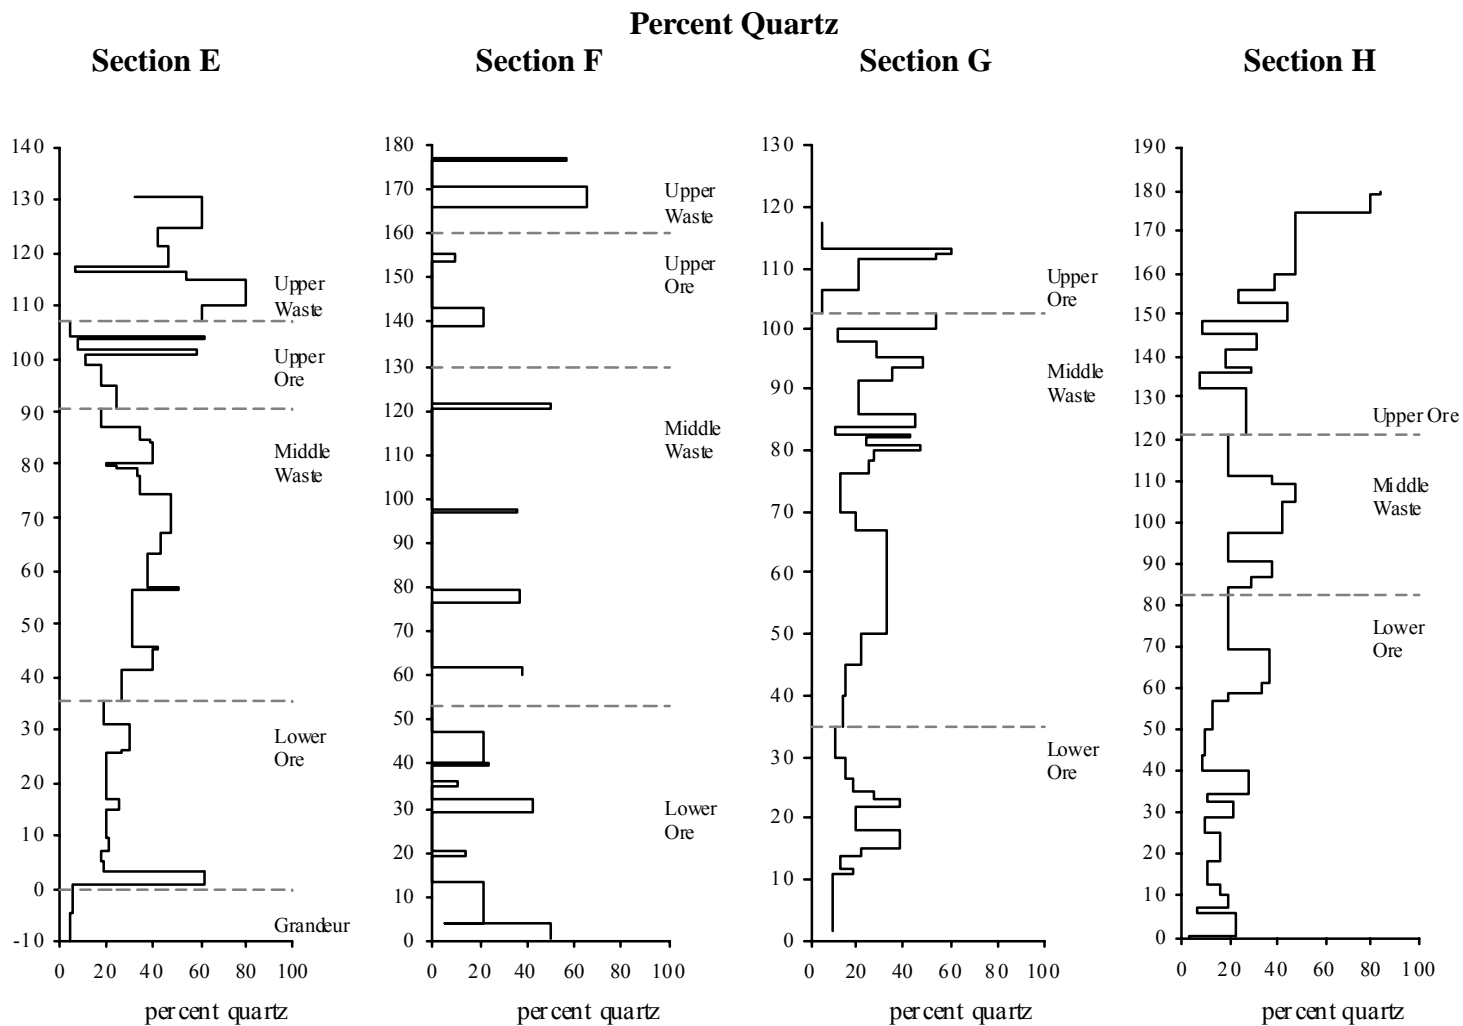 Percent Quartz
Section E
140
130
120
110
100
90
80
70
60
50
40
30
20
10
0
-10
0 20 40 60 80 100
percent quartz
Upper
Waste
Upper
Ore
Middle
Waste
Lower
Ore
Grandeur
Section F
180
170
160
150
140
130
120
110
100
90
80
70
60
50
40
30
20
10
0
0 20 40 60 80 100
percent quartz
Upper
Waste
Upper
Ore
Middle
Waste
Lower
Ore
Section G
130
120
110
100
90
80
70
60
50
40
30
20
10
0
0 20 40 60 80 100
percent quartz
Upper
Ore
Middle
Waste
Lower
Ore
Section H
190
180
170
160
150
140
130
120
110
100
90
80
70
60
50
40
30
20
10
0
0 20 40 60 80 100
percent quartz
Upper Ore
Middle
Waste
Lower
Ore